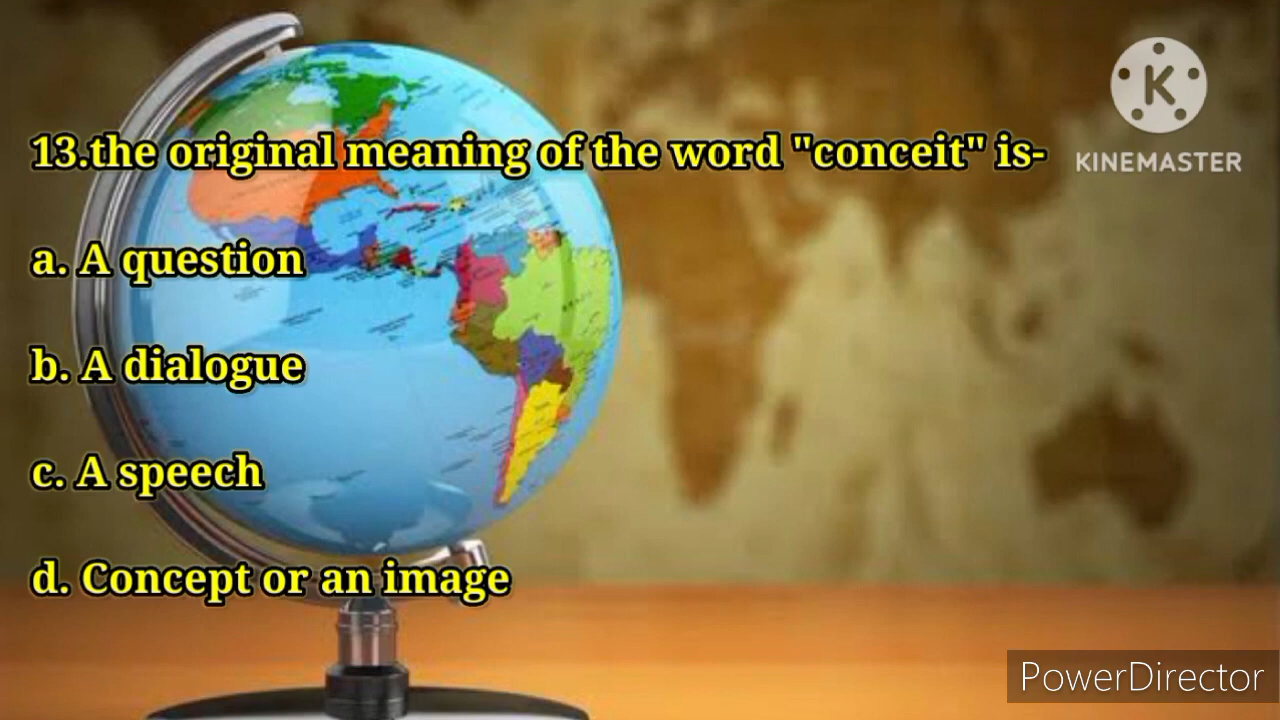 13.the original meaning of the word "conceit" is-
KINEMASTER
a. A question
b. A dialogue
c. A speech
d. Concept or an image
PowerDirector